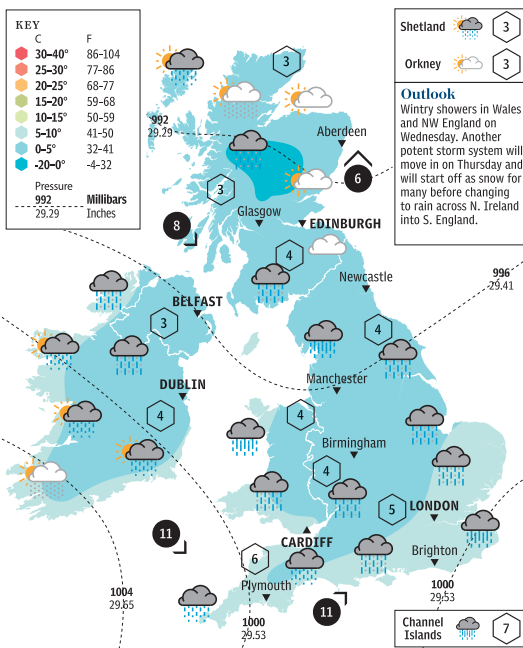 KEY
C F
30–40° 86–104
25–30° 77–86
20–25° 68–77
15–20° 59–68
10–15° 50–59
5–10° 41–50
0–5° 32–41
-20–0° -4–32
Pressure
992 Millibars
29.29 Inches
Shetland 3
Orkney 3
Outlook
Wintry showers in Wales
and NW England on
Wednesday. Another
potent storm system will
move in on Thursday and
will start off as snow for
many before changing
to rain across N. Ireland
into S. England.
3
992
29.29
Aberdeen
6
3
Glasgow
8
EDINBURGH
4
Newcastle
996
29.41
BELFAST
3
4
Manchester
DUBLIN
4
4
Birmingham
4
5
LONDON
11
CARDIFF
6
Brighton
Plymouth
1004
29.65
1000
29.53
11
1000
29.53
Channel
Islands
7